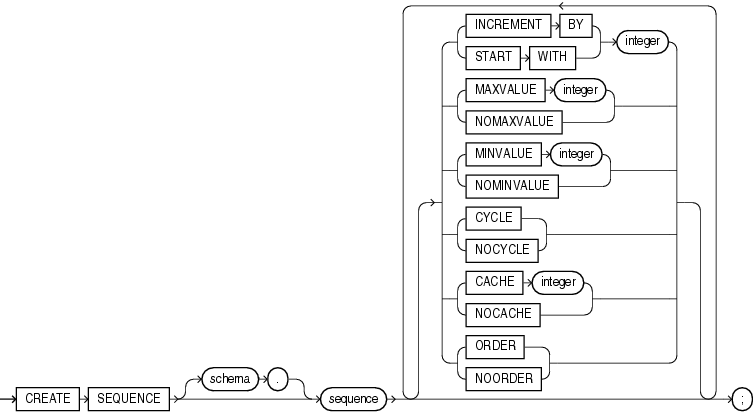 INCREMENT BY
integer
START WITH
MAXVALUE integer
NOMAXVALUE
MINVALUE integer
NOMINVALUE
CYCLE
NOCYCLE
CACHE integer
NOCACHE
ORDER
NOORDER
schema .
CREATE SEQUENCE sequence ;